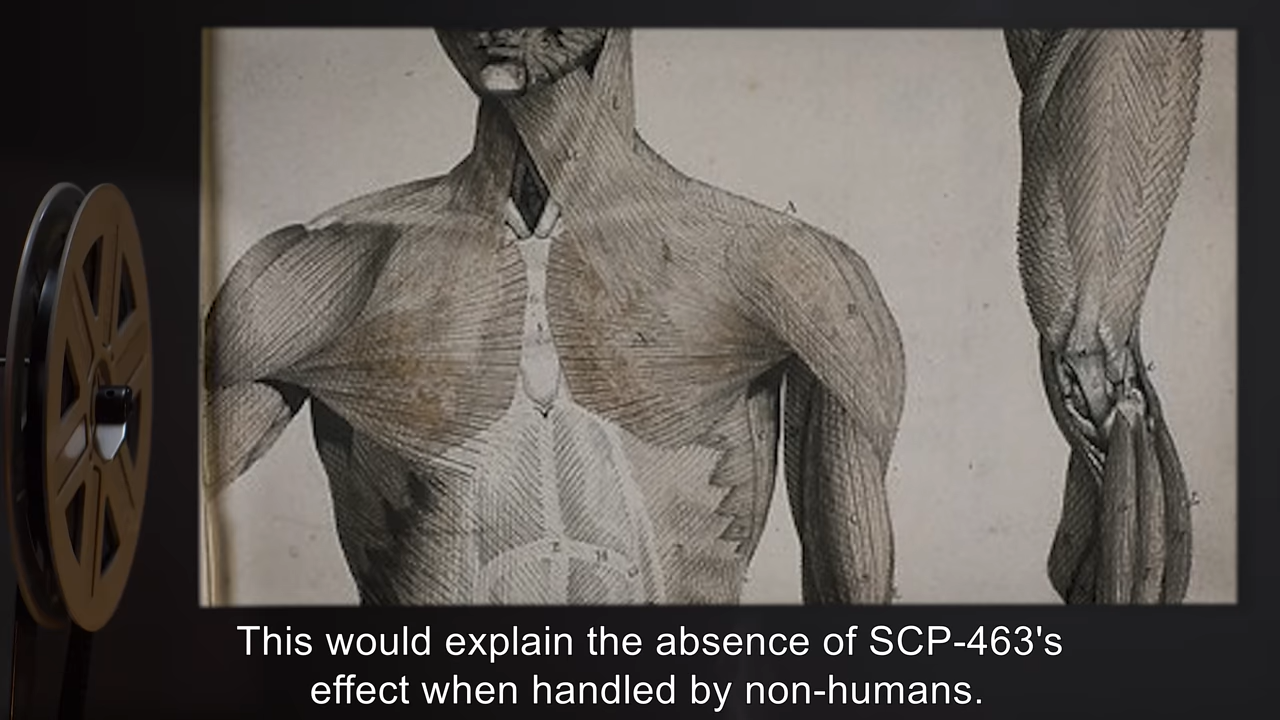 This would explain the absence of SCP-463's
effect when handled by non-humans.